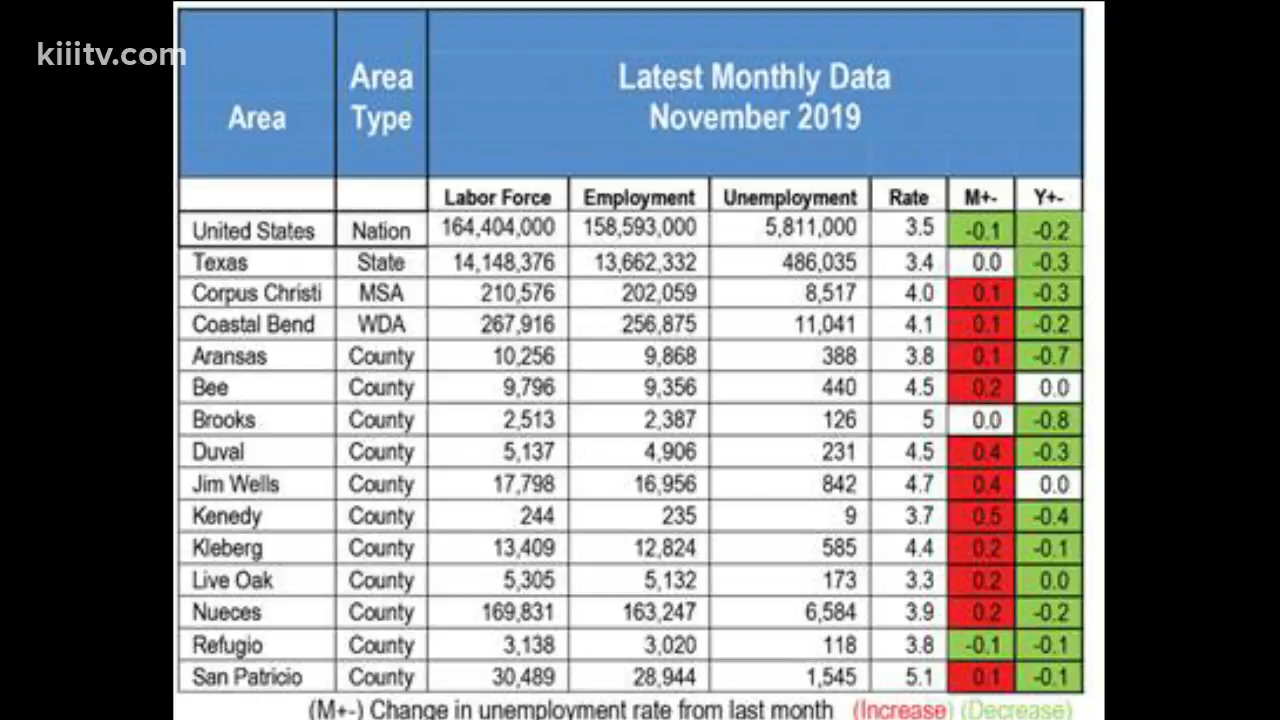 kiiitv.com
Area Area Type Latest Monthly Data
November 2019
Labor Force Employment Unemployment Rate M+- Y+-
United States Nation 164,404,000 158,593,000 5,811,000 3.5 -0.1 -0.2
Texas State 14,148,376 13,662,332 486,035 3.4 0.0 -0.3
Corpus Christi MSA 210,576 202,059 8,517 4.0 0.1 -0.3
Coastal Bend WDA 267,916 256,875 11,041 4.1 0.1 -0.2
Aransas County 10,256 9,868 388 3.8 0.1 -0.7
Bee County 9,796 9,356 440 4.5 0.2 0.0
Brooks County 2,513 2,387 126 5 0.0 -0.8
Duval County 5,137 4,906 231 4.5 0.4 -0.3
Jim Wells County 17,798 16,956 842 4.7 0.4 0.0
Kenedy County 244 235 9 3.7 0.5 -0.4
Kleberg County 13,409 12,824 585 4.4 0.2 -0.1
Live Oak County 5,305 5,132 173 3.3 0.2 0.0
Nueces County 169,831 163,247 6,584 3.9 0.2 -0.2
Refugio County 3,138 3,020 118 3.8 -0.1 -0.1
San Patricio County 30,489 28,944 1,545 5.1 0.1 -0.1
(M+-) Change in unemployment rate from last month (Increase) (Decrease)